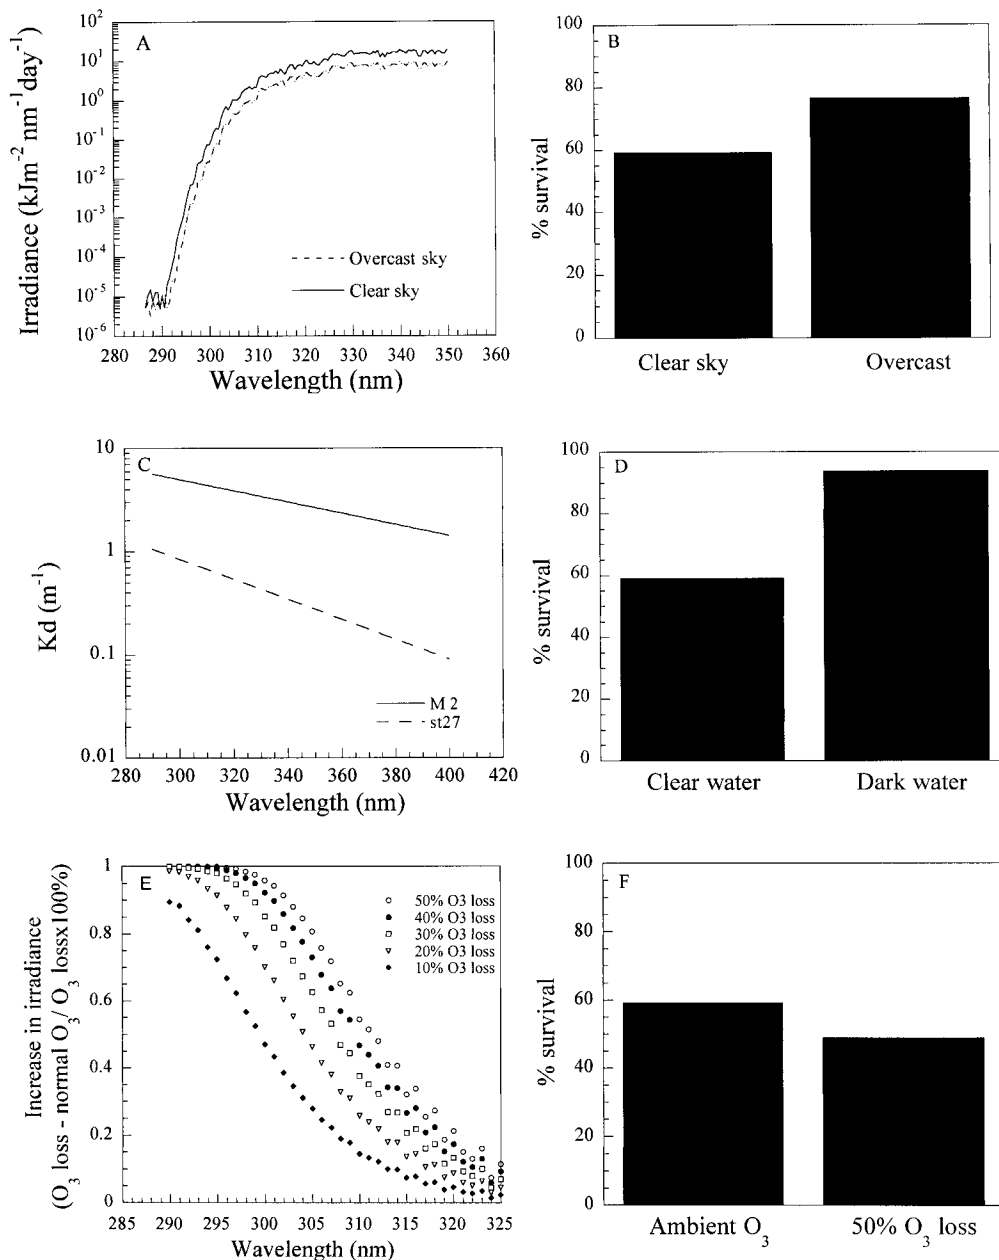 A
Irradiance (kJm⁻² nm⁻¹day⁻¹)
10²
10¹
10⁰
10⁻¹
10⁻²
10⁻³
10⁻⁴
10⁻⁵
10⁻⁶
Overcast sky
Clear sky
280 290 300 310 320 330 340 350 360
Wavelength (nm)
B
% survival
100
80
60
40
20
0
Clear sky Overcast
C
Kd (m⁻¹)
10
1
0.1
0.01
M 2
st27
280 300 320 340 360 380 400 420
Wavelength (nm)
D
% survival
100
80
60
40
20
0
Clear water Dark water
E
Increase in irradiance
(O₃ loss - normal O₃/ O₃ lossx100%)
1
0.8
0.6
0.4
0.2
0
50% O3 loss
40% O3 loss
30% O3 loss
20% O3 loss
10% O3 loss
285 290 295 300 305 310 315 320 325
Wavelength (nm)
F
% survival
100
80
60
40
20
0
Ambient O₃ 50% O₃ loss